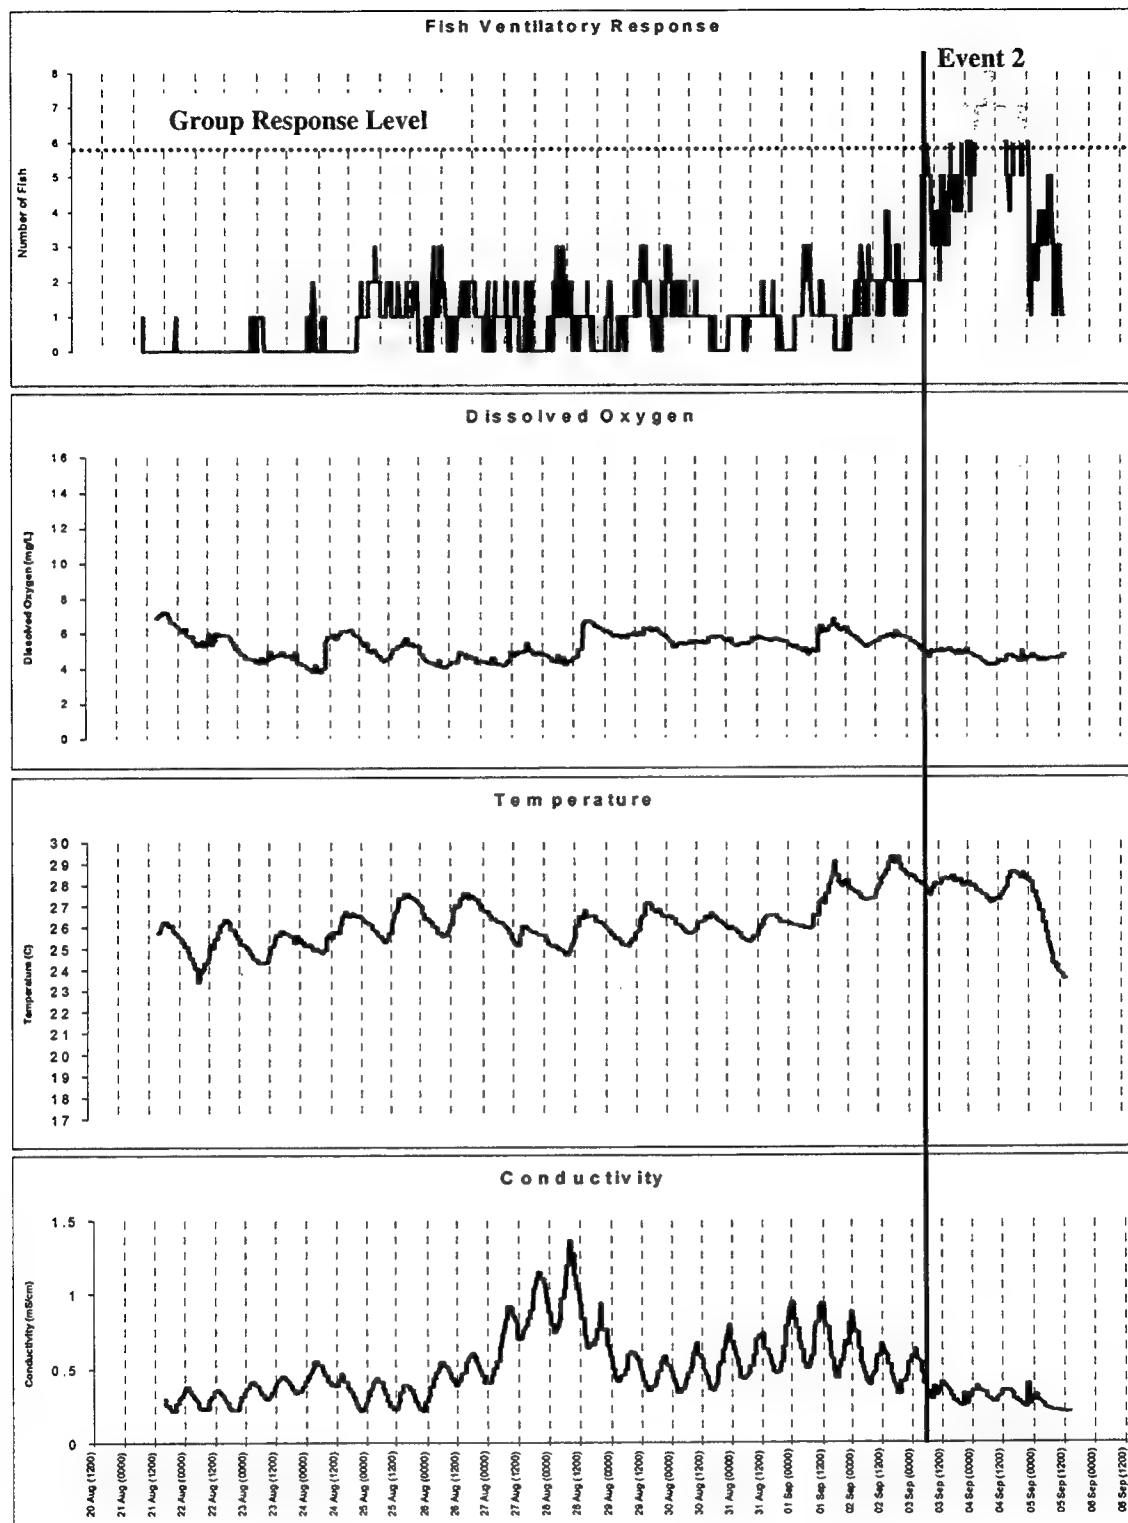 Fish Ventilatory Response
Event 2
Group Response Level
Number of Fish
8
7
6
5
4
3
2
1
0
Dissolved Oxygen
Dissolved Oxygen (mg/L)
16
14
12
10
8
6
4
2
0
Temperature
Temperature (C)
30
29
28
27
26
25
24
23
22
21
20
19
18
17
Conductivity
Conductivity (mS/cm)
1.5
1
0.5
0
20 Aug (1200)
21 Aug (0000)
21 Aug (1200)
22 Aug (0000)
22 Aug (1200)
23 Aug (0000)
23 Aug (1200)
24 Aug (0000)
24 Aug (1200)
25 Aug (0000)
25 Aug (1200)
26 Aug (0000)
26 Aug (1200)
27 Aug (0000)
27 Aug (1200)
28 Aug (0000)
28 Aug (1200)
29 Aug (0000)
29 Aug (1200)
30 Aug (0000)
30 Aug (1200)
31 Aug (0000)
31 Aug (1200)
01 Sep (0000)
01 Sep (1200)
02 Sep (0000)
02 Sep (1200)
03 Sep (0000)
03 Sep (1200)
04 Sep (0000)
04 Sep (1200)
05 Sep (0000)
05 Sep (1200)
06 Sep (0000)
06 Sep (1200)